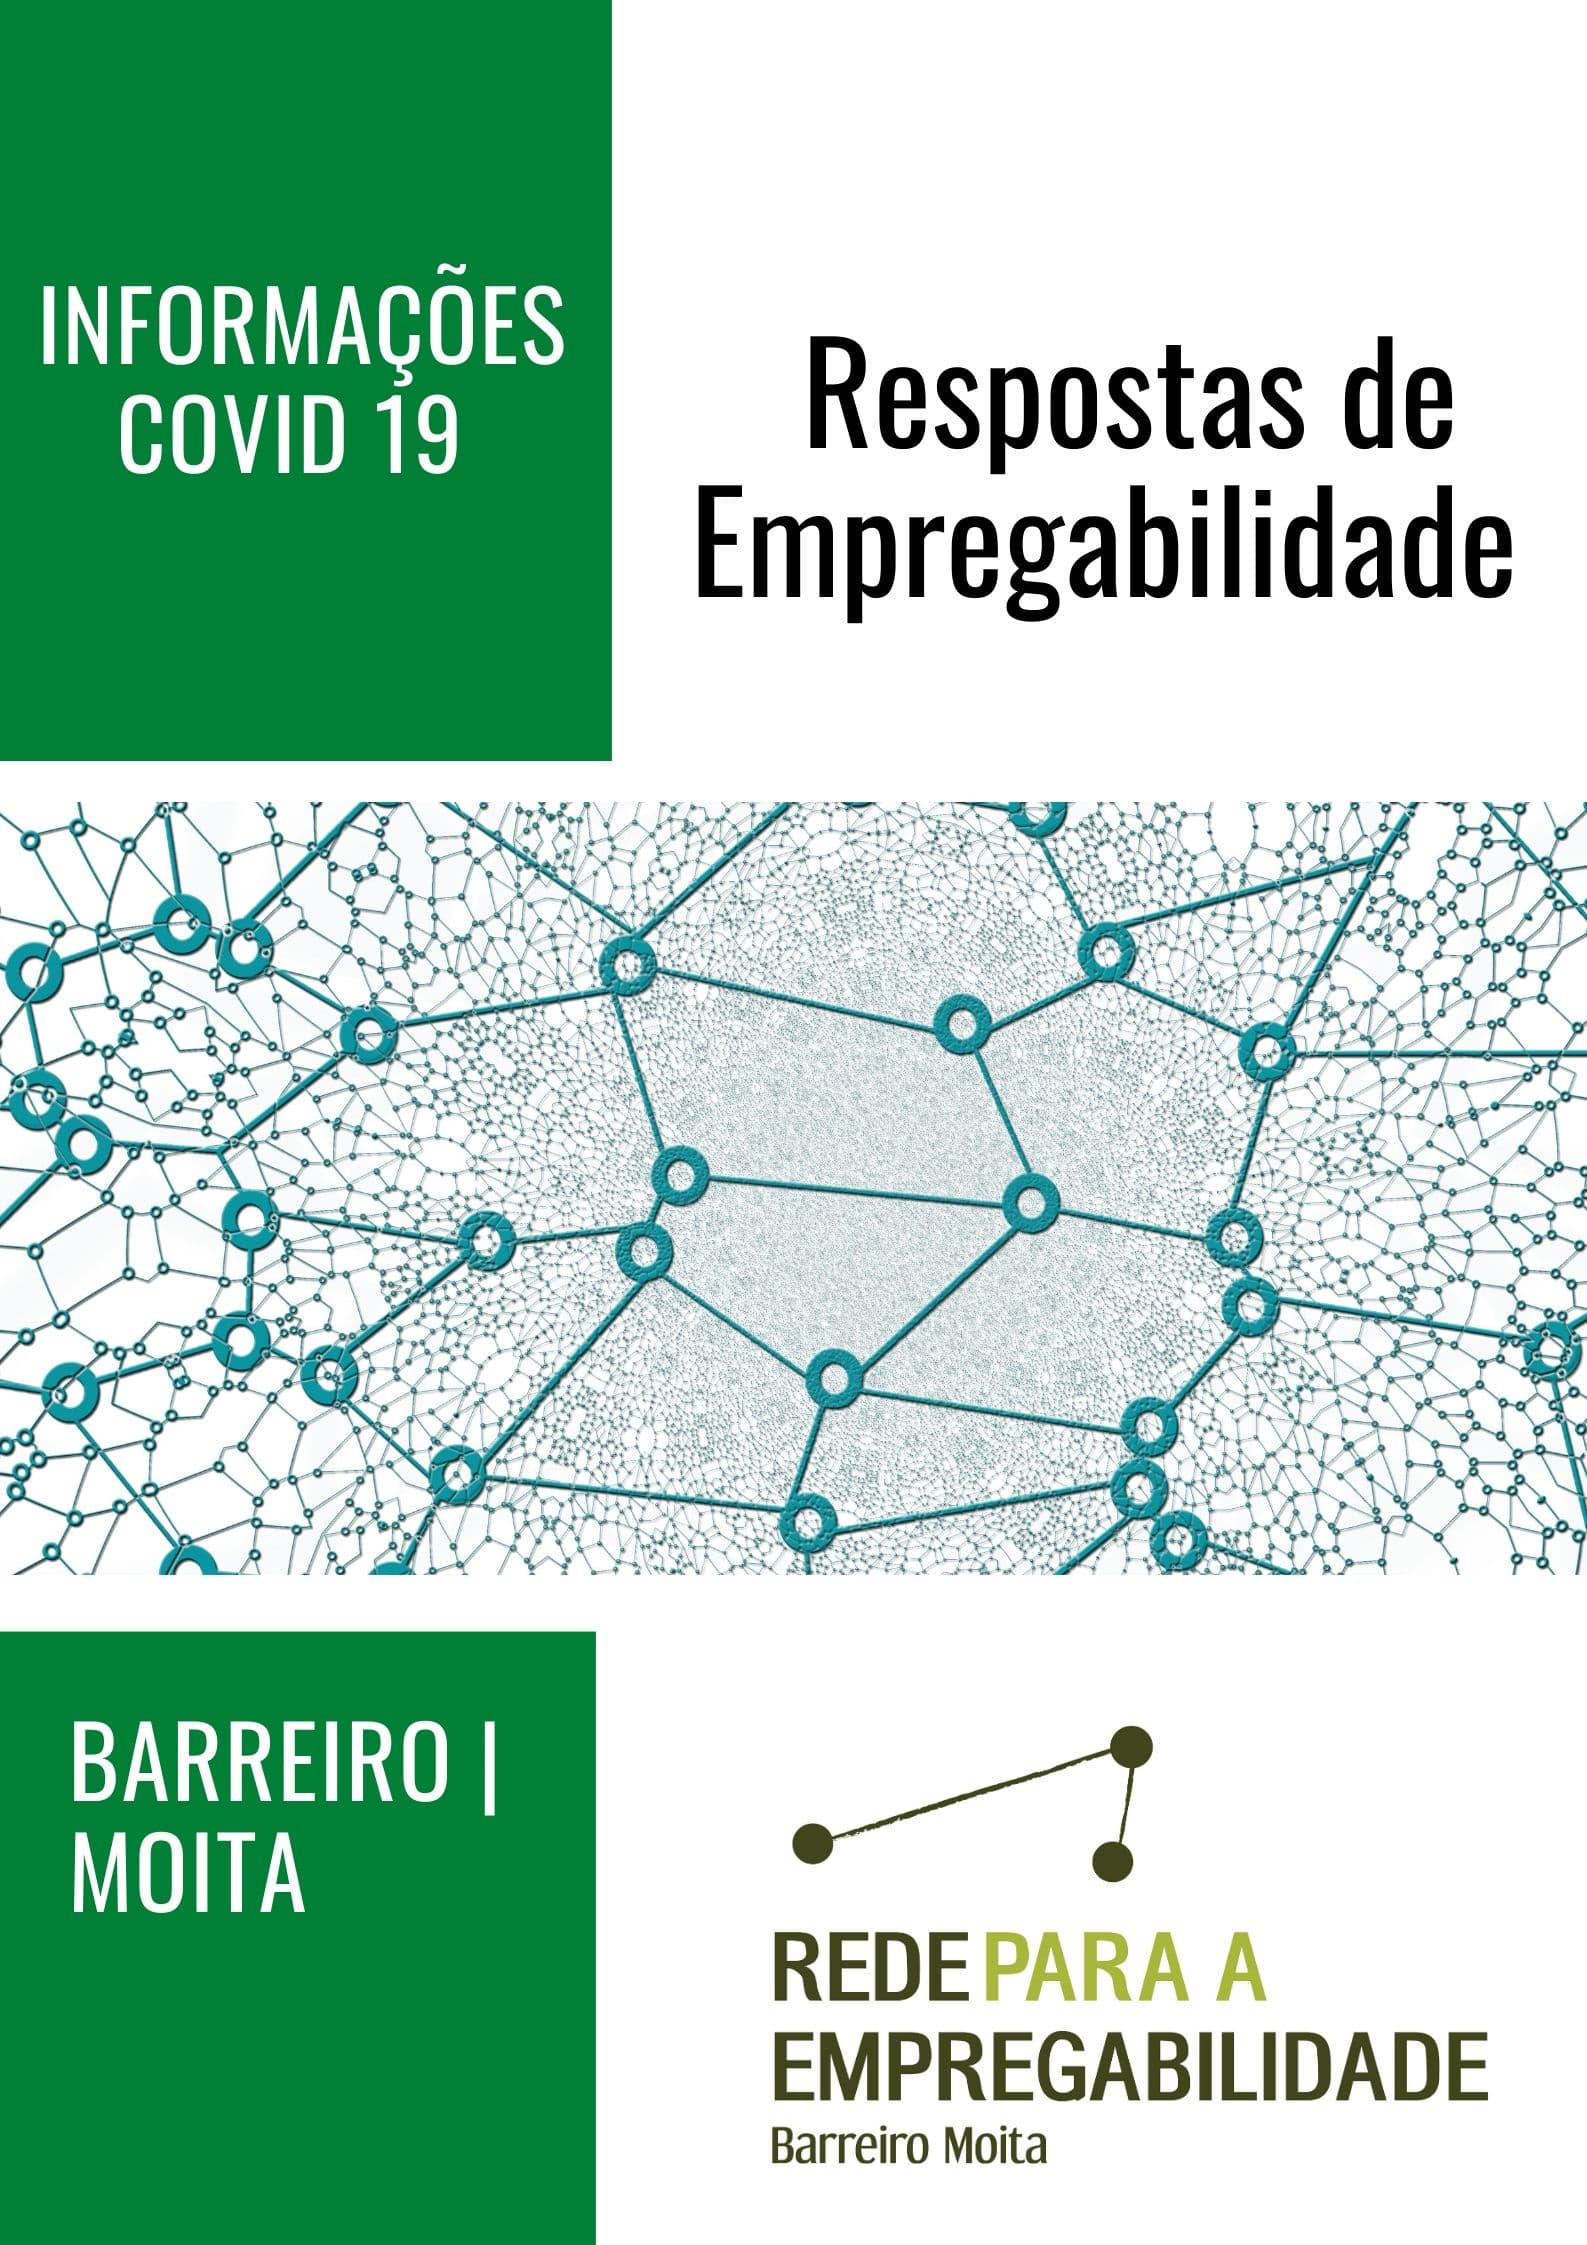 INFORMAÇÕES
COVID 19
Respostas de
Empregabilidade
BARREIRO |
MOITA
REDE PARA A
EMPREGABILIDADE
Barreiro Moita